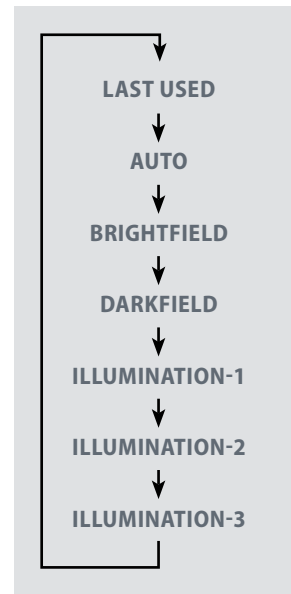 LAST USED
AUTO
BRIGHTFIELD
DARKFIELD
ILLUMINATION-1
ILLUMINATION-2
ILLUMINATION-3